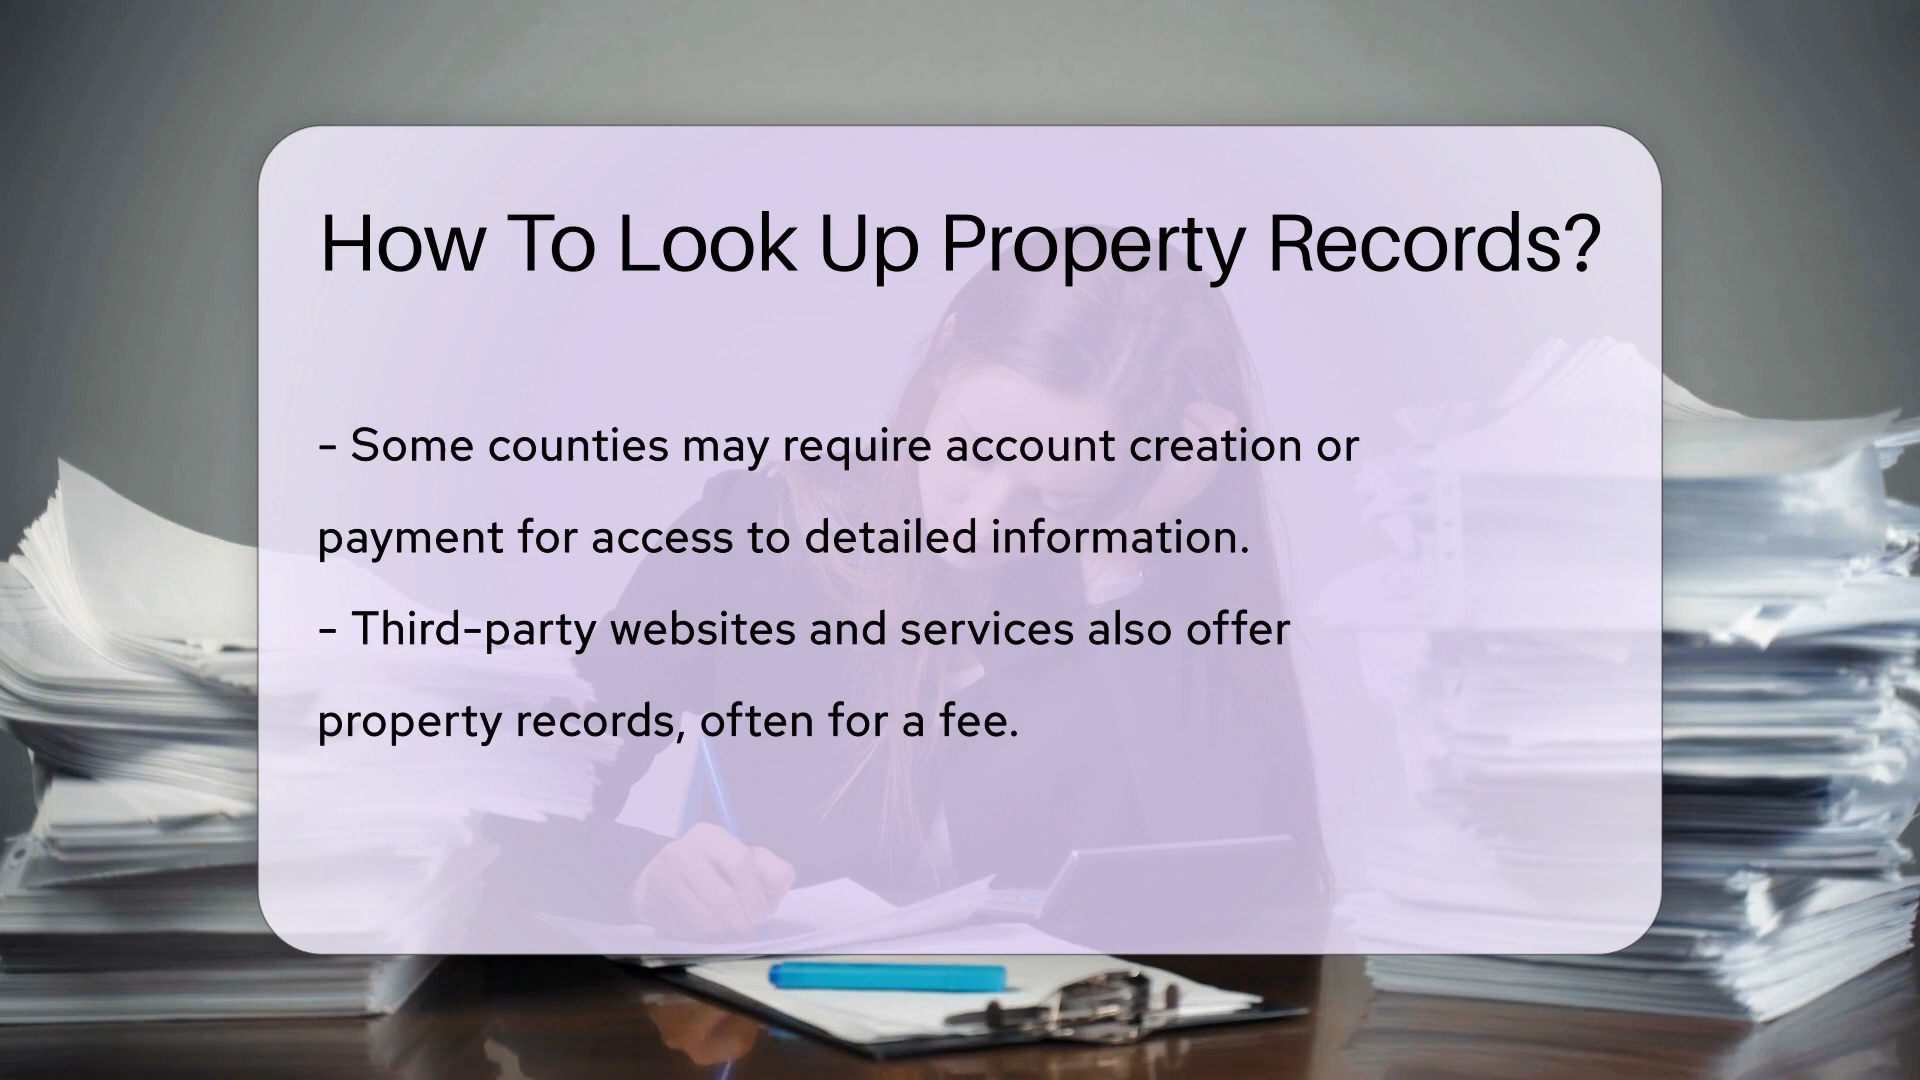 How To Look Up Property Records?
- Some counties may require account creation or
payment for access to detailed information.
- Third-party websites and services also offer
property records, often for a fee.